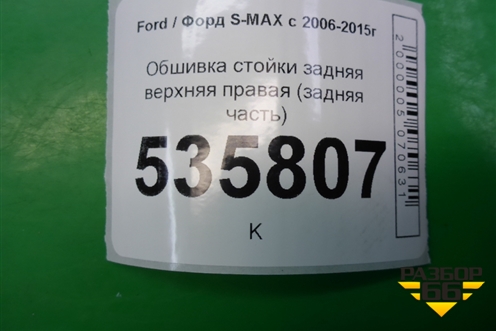 Ford / Форд S-MAX с 2006-2015г
Обшивка стойки задняя
верхняя правая (задняя
часть)
535807
К
2000005070631
РАЗБОР
66